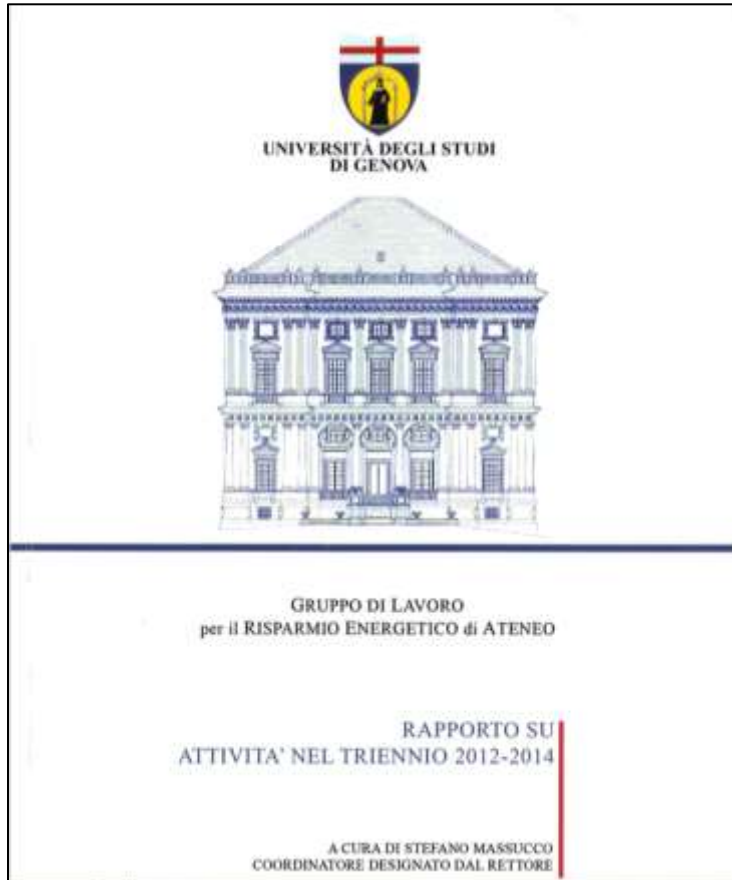 UNIVERSITÀ DEGLI STUDI
DI GENOVA
GRUPPO DI LAVORO
per il RISPARMIO ENERGETICO di ATENEO
RAPPORTO SU
ATTIVITA' NEL TRIENNIO 2012-2014
A CURA DI STEFANO MASSUCCO
COORDINATORE DESIGNATO DAL RETTORE